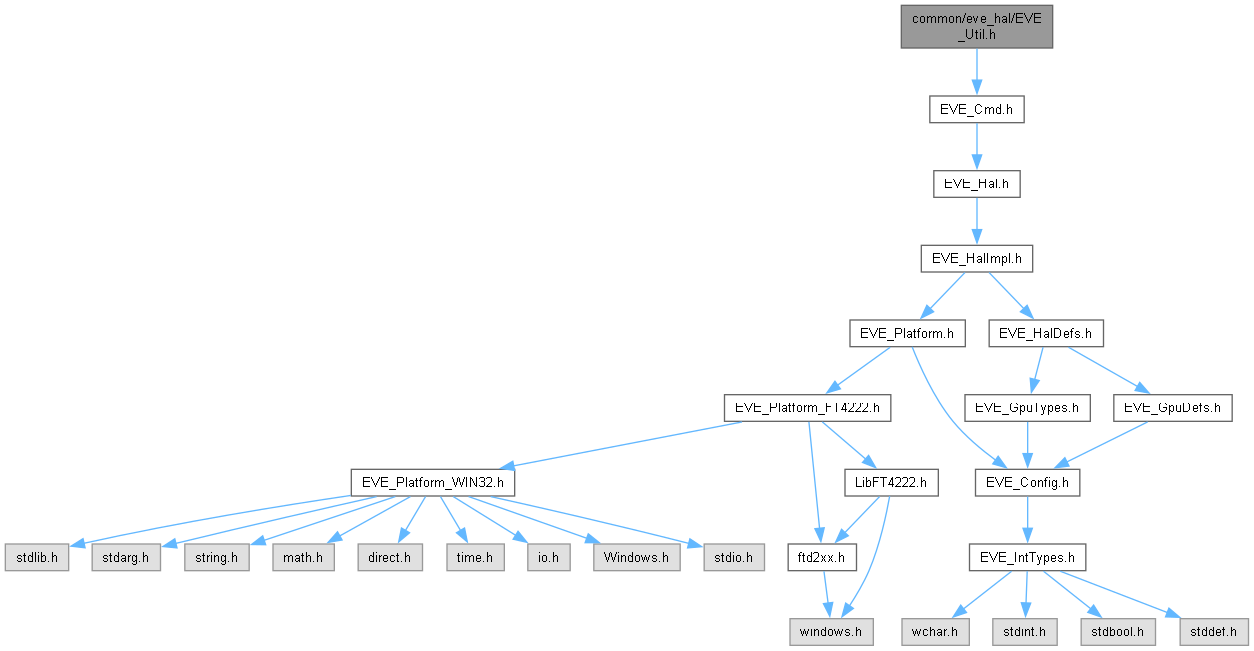 common/eve_hal/EVE
_Util.h
EVE_Cmd.h
EVE_Hal.h
EVE_HalImpl.h
EVE_Platform.h
EVE_HalDefs.h
EVE_Platform_FT4222.h
EVE_GpuTypes.h
EVE_GpuDefs.h
EVE_Platform_WIN32.h
LibFT4222.h
EVE_Config.h
stdlib.h
stdarg.h
string.h
math.h
direct.h
time.h
io.h
Windows.h
stdio.h
ftd2xx.h
EVE_IntTypes.h
windows.h
wchar.h
stdint.h
stdbool.h
stddef.h